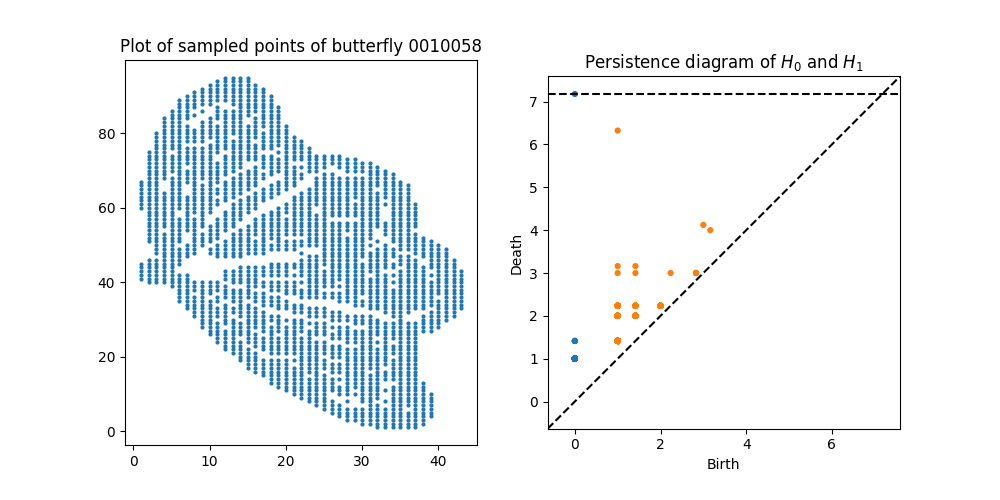 Plot of sampled points of butterfly 0010058
80
60
40
20
0
0 10 20 30 40
Persistence diagram of H₀ and H₁
Death
7
6
5
4
3
2
1
0
0 2 4 6
Birth